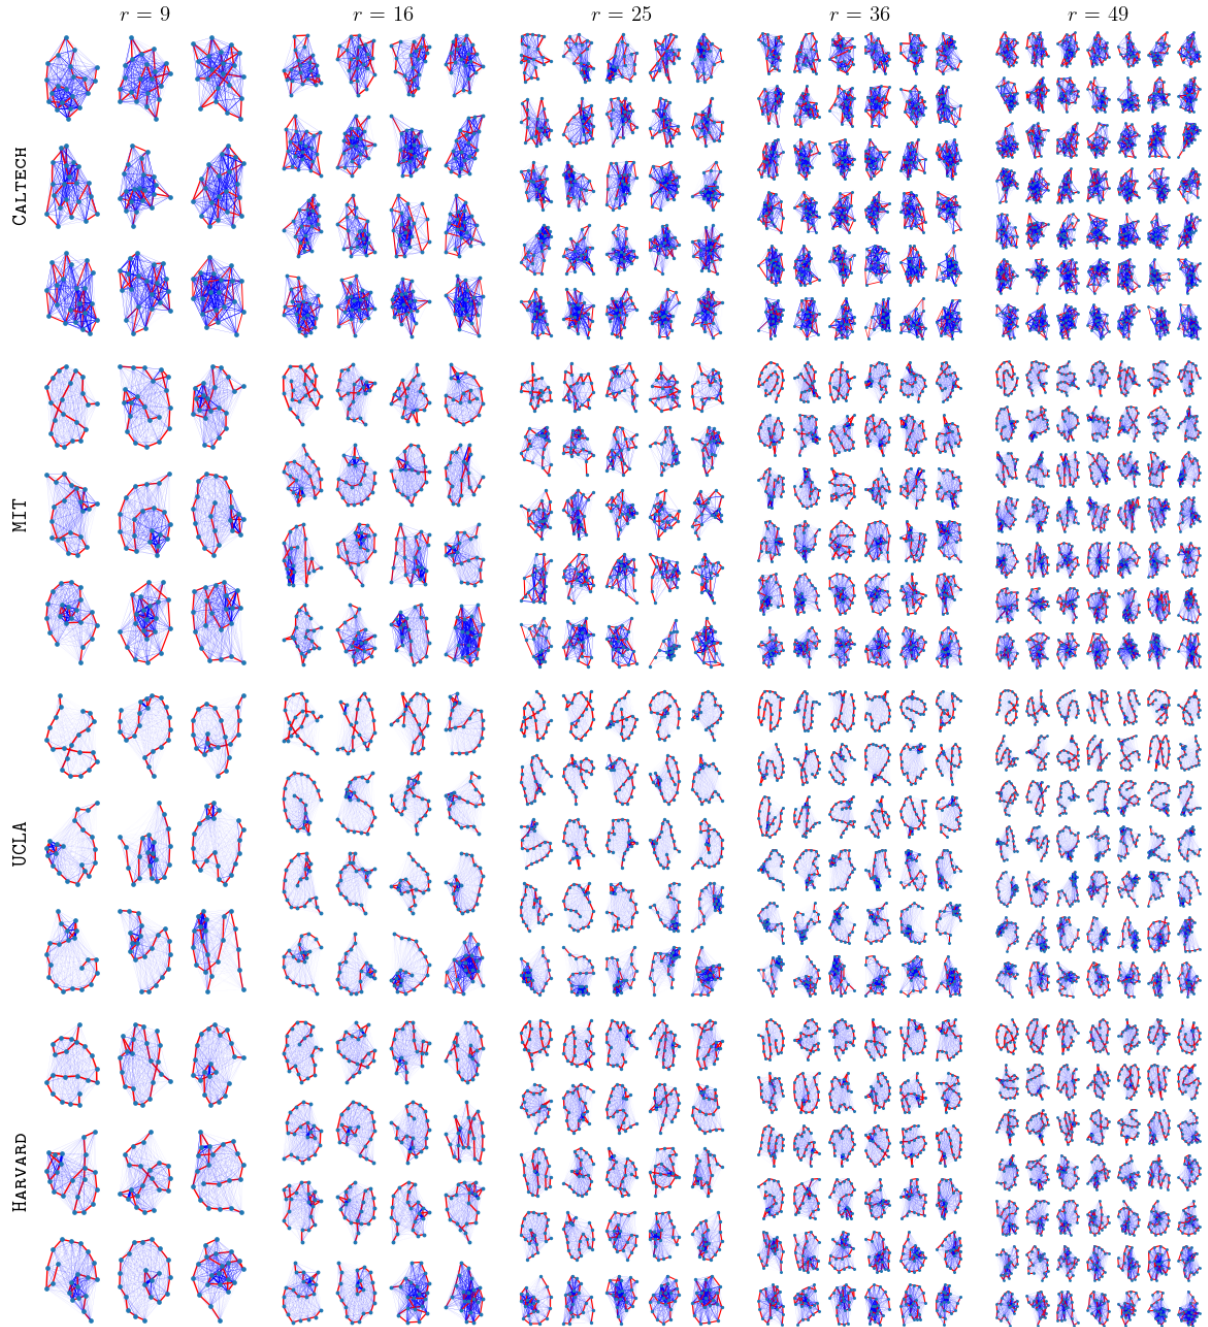 r = 9
r = 16
r = 25
r = 36
r = 49
CALTECH
MIT
UCLA
HARVARD